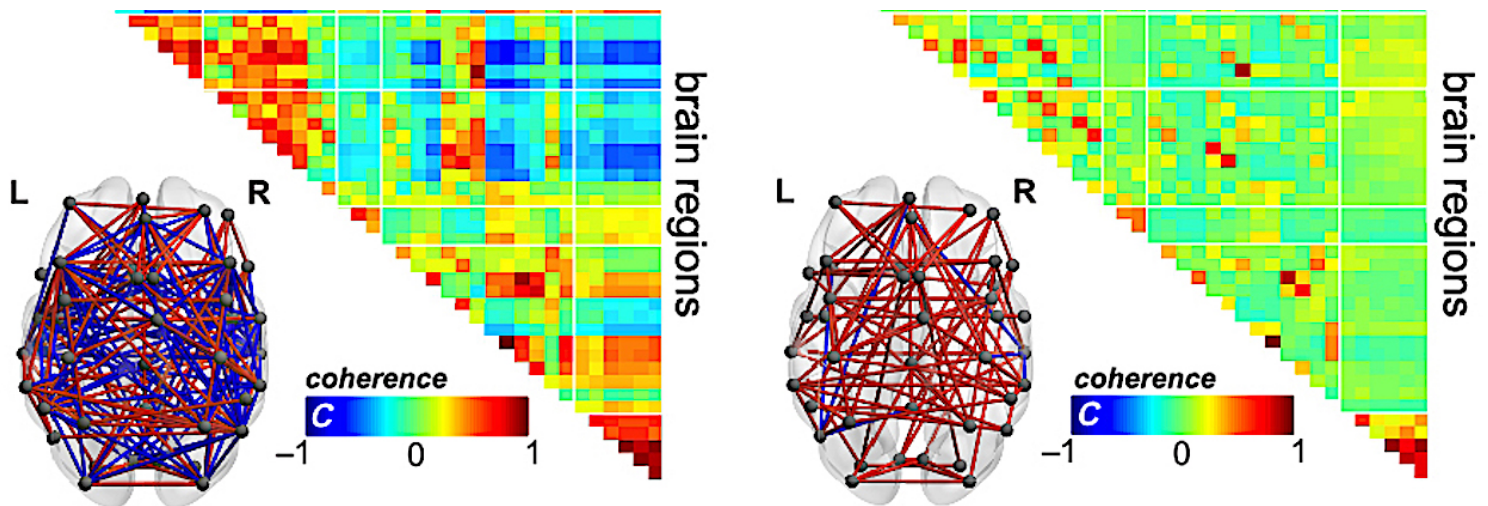 brain regions
L R
coherence
C
–1 0 1
brain regions
L R
coherence
C
–1 0 1